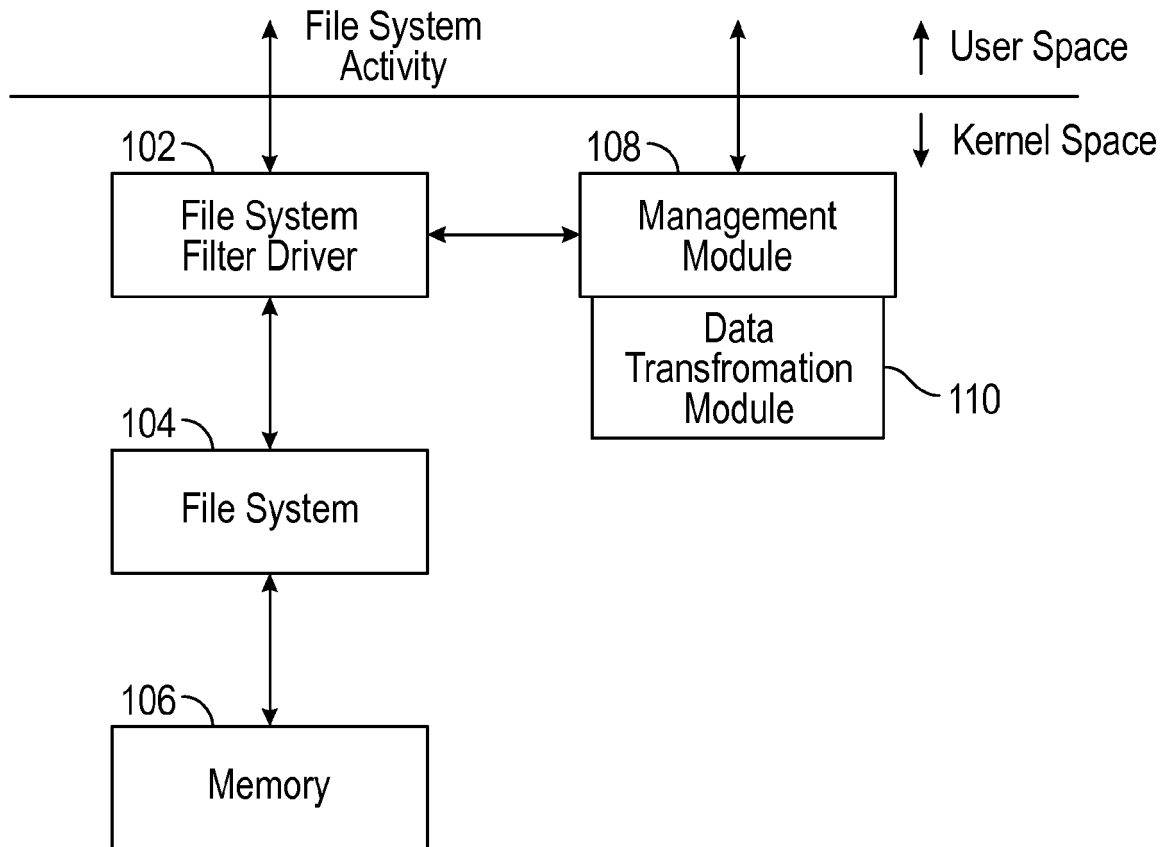 File System
Activity
User Space
Kernel Space
102
File System
Filter Driver
108
Management
Module
Data
Transfromation
Module
110
104
File System
106
Memory